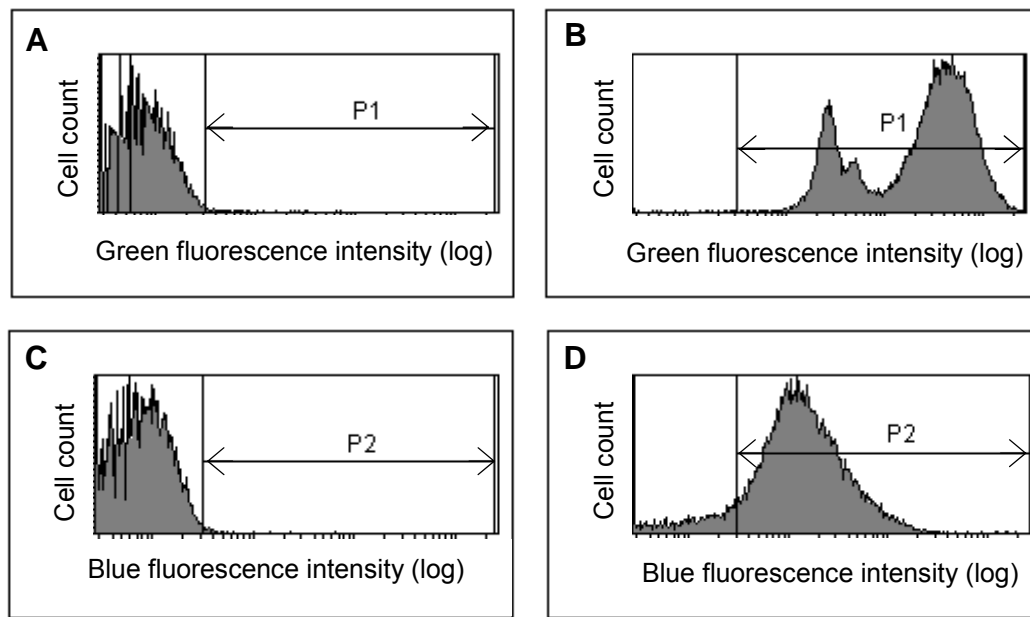 A
Cell count
P1
Green fluorescence intensity (log)
B
Cell count
P1
Green fluorescence intensity (log)
C
Cell count
P2
Blue fluorescence intensity (log)
D
Cell count
P2
Blue fluorescence intensity (log)